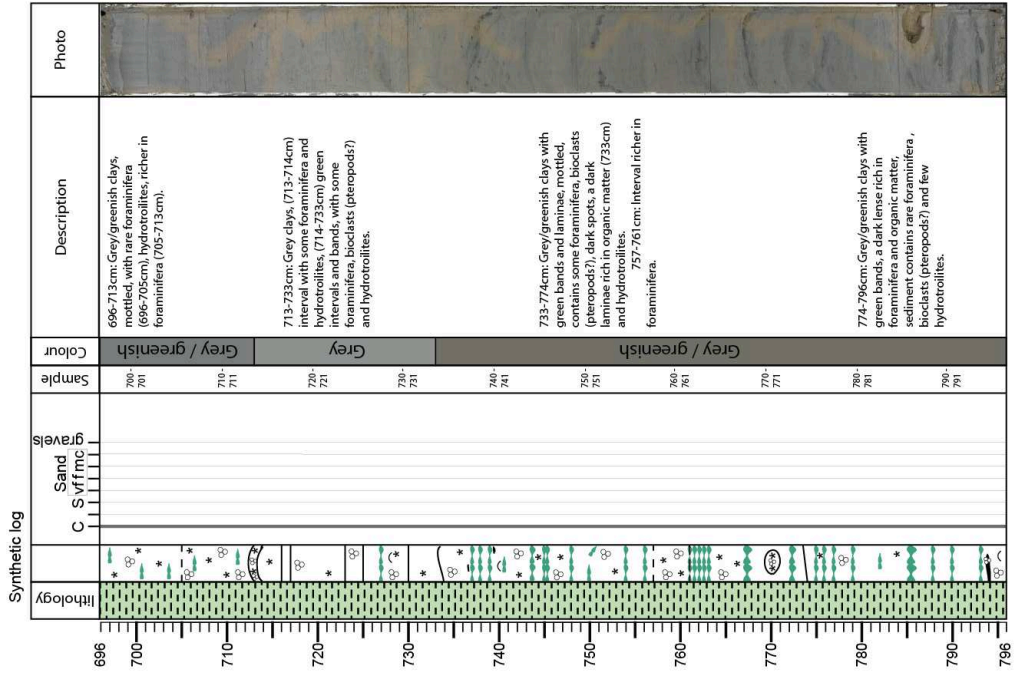 Synthetic log
lithology
C
S
vf
f
m
c
Sand
gravels
Sample
Colour
Description
Photo
696
700
710
720
730
740
750
760
770
780
790
796
700-
701
710-
711
720-
721
730-
731
740-
741
750-
751
760-
761
770-
771
780-
781
790-
791
Grey / greenish
Grey
Grey / greenish
696-713cm: Grey/greenish clays,
mottled, with rare foraminifera
(696-705cm), hydrotroilites, richer in
foraminifera (705-713cm).
713-733cm: Grey clays, (713-714cm)
interval with some foraminifera and
hydrotroilites, (714-733cm) green
intervals and bands, with some
foraminifera, bioclasts (pteropods?)
and hydrotroilites.
733-774cm: Grey/greenish clays with
green bands and laminae, mottled,
contains some foraminifera, bioclasts
(pteropods?), dark spots, a dark
laminae rich in organic matter (733cm)
and hydrotoilites.
757-761cm: Interval richer in
foraminifera.
774-796cm: Grey/greenish clays with
green bands, a dark lense rich in
foraminifera and organic matter,
sediment contains rare foraminifera ,
bioclasts (pteropods?) and few
hydrotroilites.